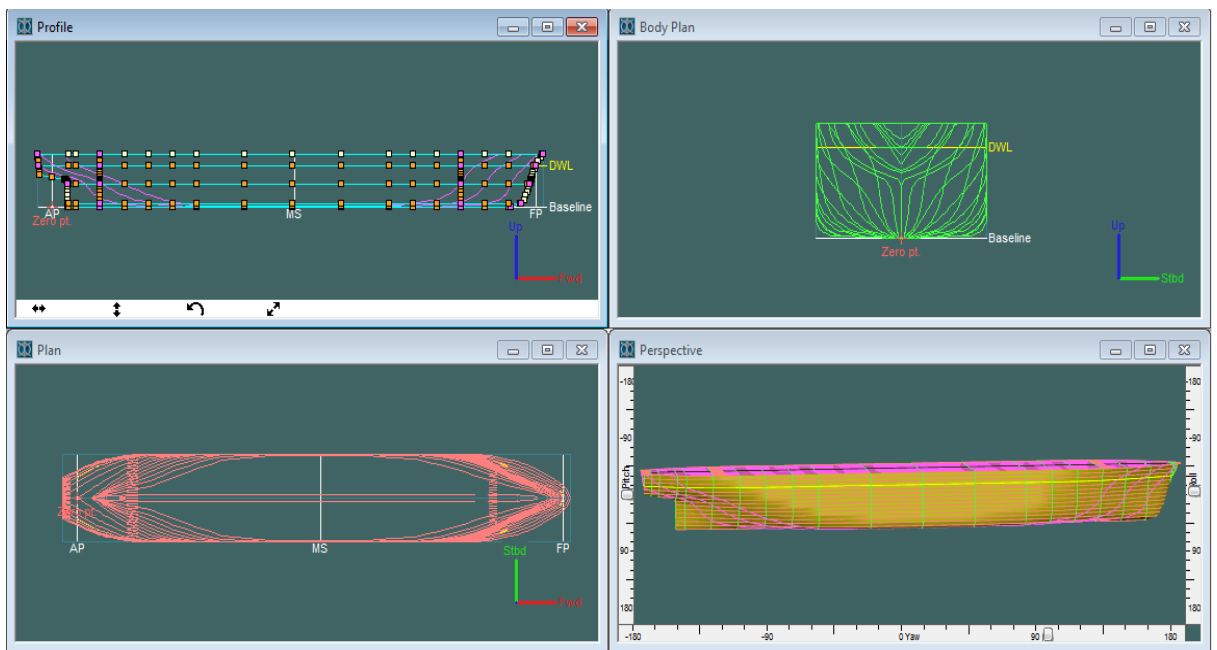 Profile
DWL
Baseline
AP
MS
FP
Zero pt.
Up
Fwd
Body Plan
DWL
Baseline
Zero pt.
Up
Stbd
Plan
AP
MS
FP
Stbd
Fwd
Perspective
-180
-180
-90
-90
Pitch
Roll
90
90
180
180
-180
-90
0 Yaw
90
180